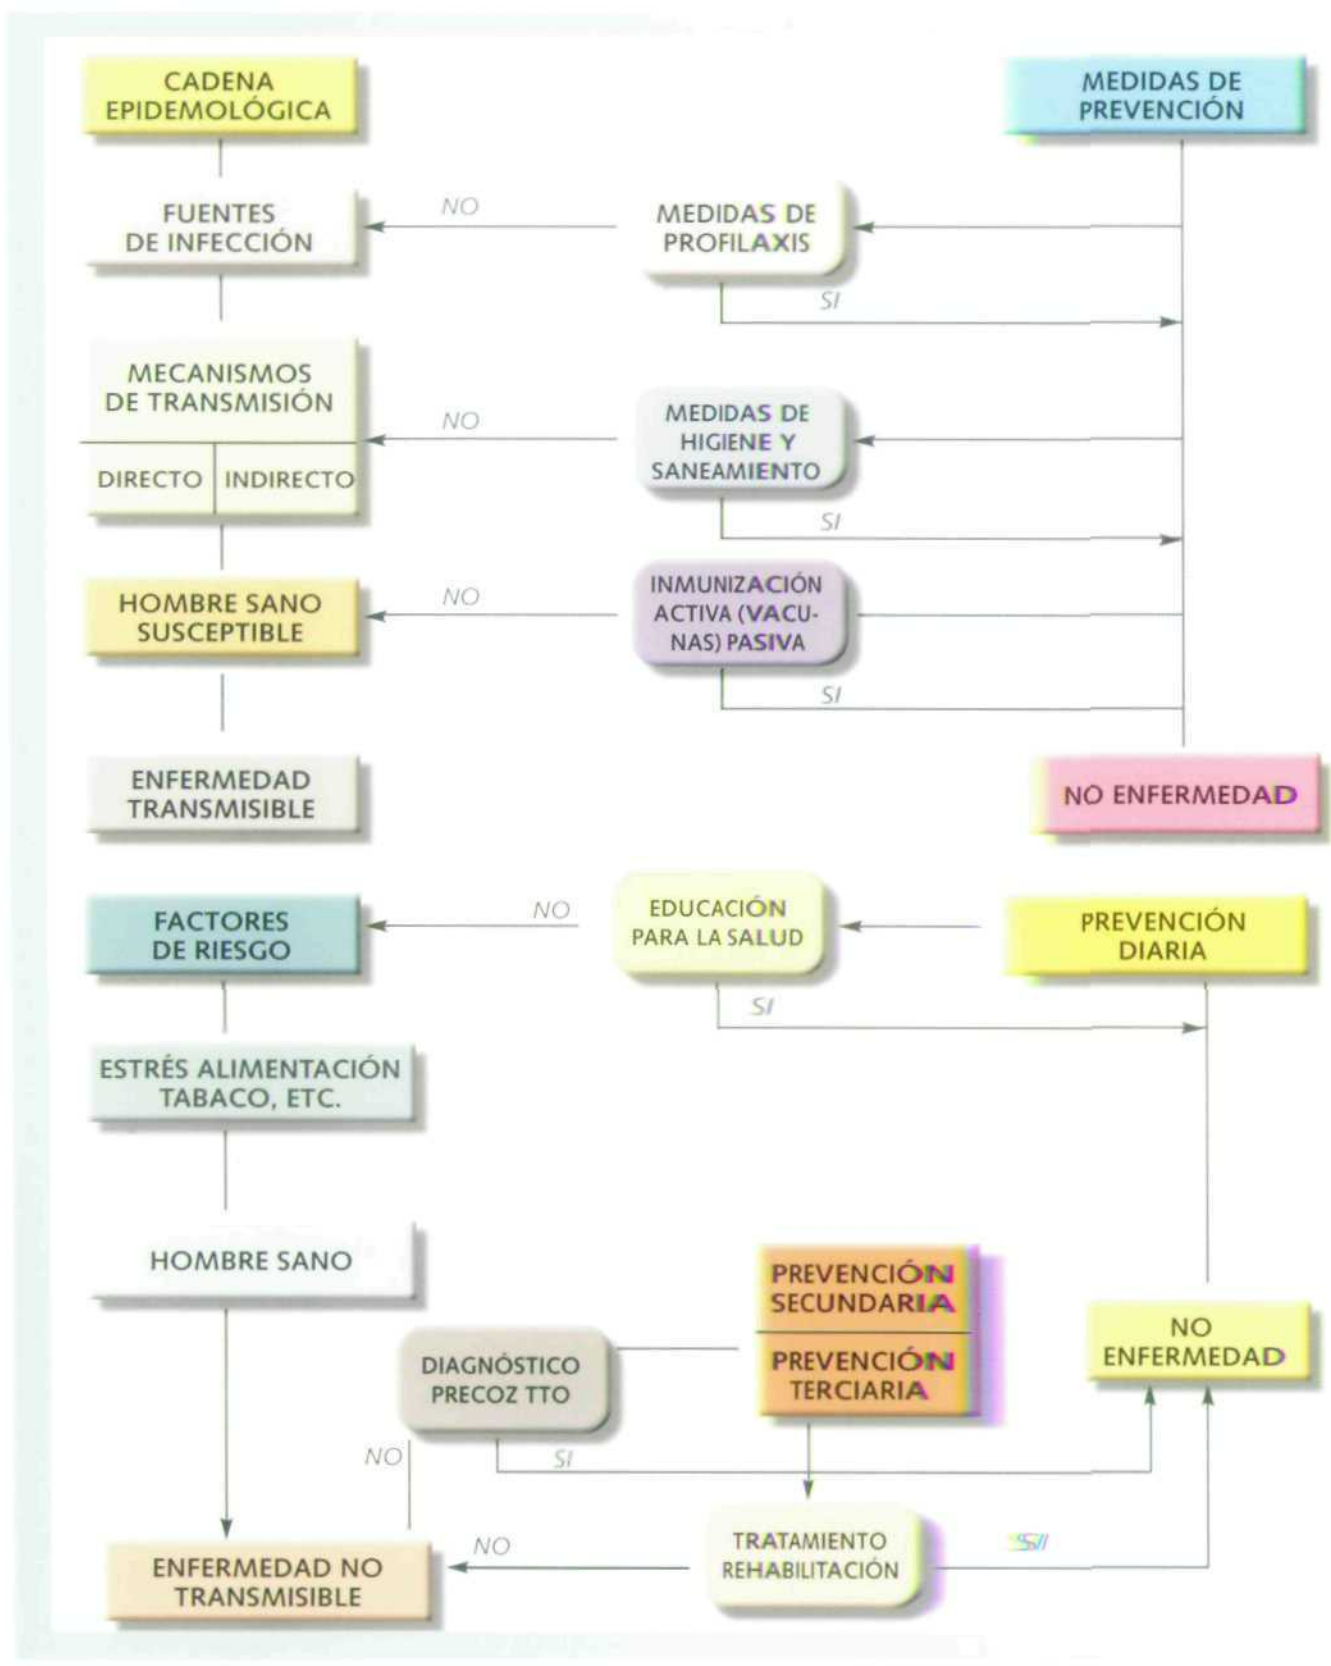 CADENA
EPIDEMOLÓGICA
MEDIDAS DE
PREVENCIÓN
FUENTES
DE INFECCIÓN
NO
MEDIDAS DE
PROFILAXIS
SI
MECANISMOS
DE TRANSMISIÓN
DIRECTO
INDIRECTO
NO
MEDIDAS DE
HIGIENE Y
SANEAMIENTO
SI
HOMBRE SANO
SUSCEPTIBLE
NO
INMUNIZACIÓN
ACTIVA (VACU-
NAS) PASIVA
SI
ENFERMEDAD
TRANSMISIBLE
NO ENFERMEDAD
FACTORES
DE RIESGO
NO
EDUCACIÓN
PARA LA SALUD
SI
PREVENCIÓN
DIARIA
ESTRÉS ALIMENTACIÓN
TABACO, ETC.
HOMBRE SANO
PREVENCIÓN
SECUNDARIA
PREVENCIÓN
TERCIARIA
NO
ENFERMEDAD
DIAGNÓSTICO
PRECOZ TTO
NO
SI
ENFERMEDAD NO
TRANSMISIBLE
NO
TRATAMIENTO
REHABILITACIÓN
SI